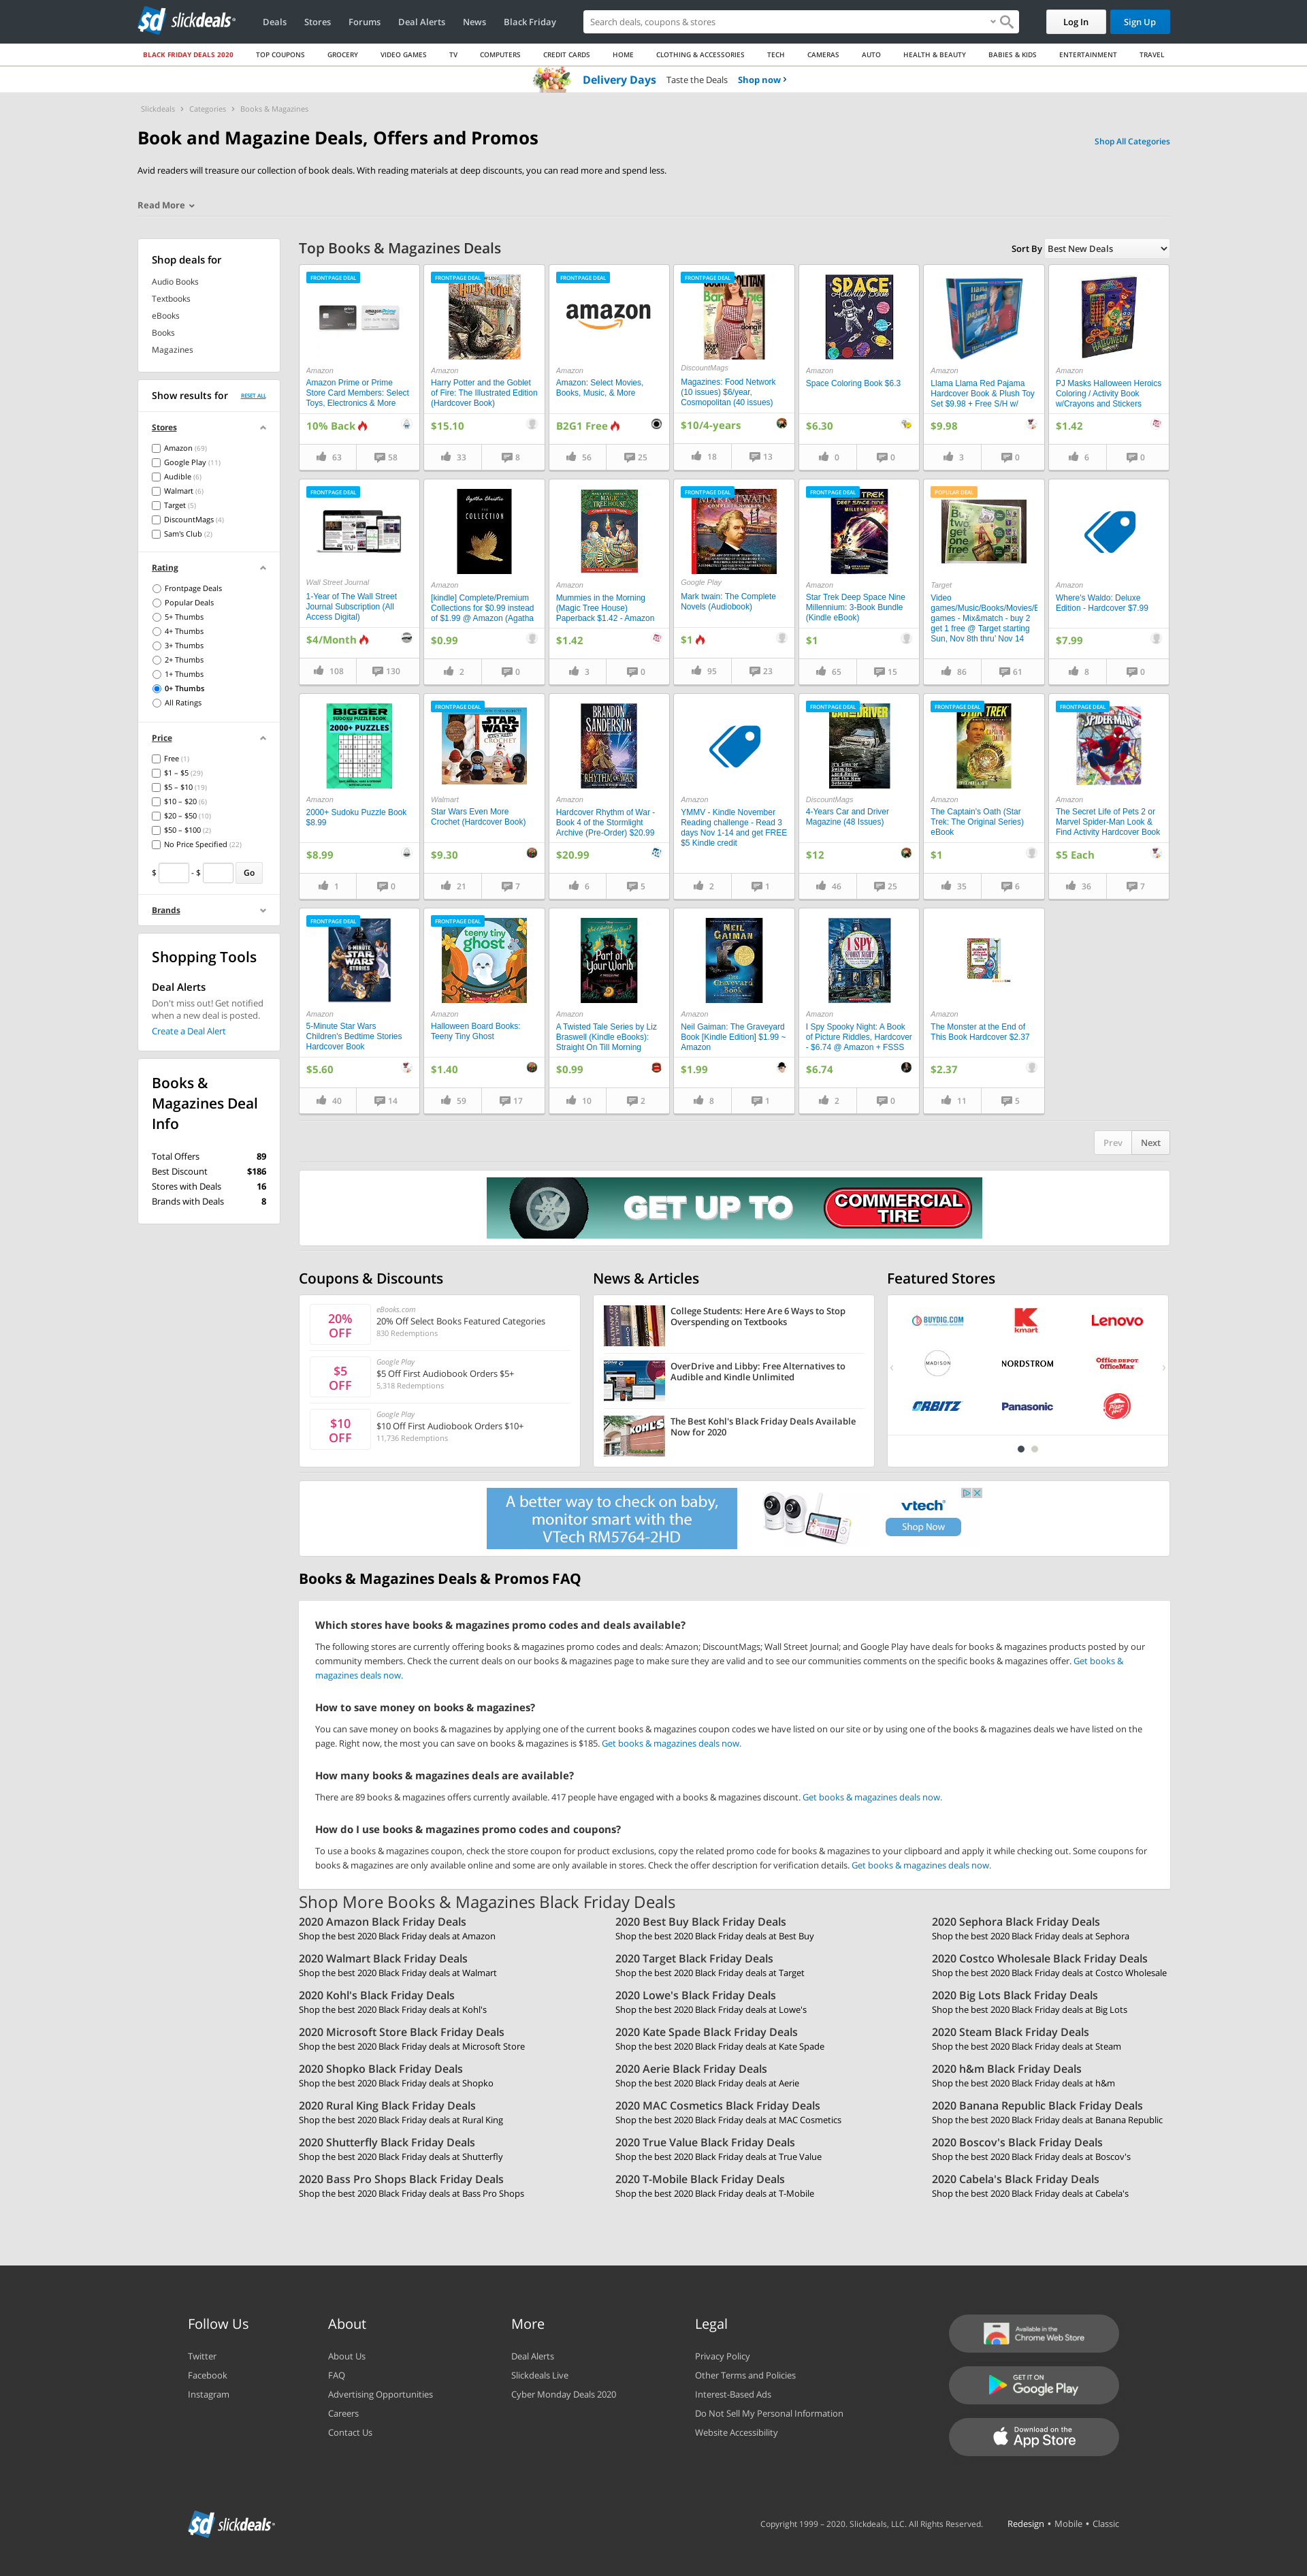 sd slickdeals
Deals Stores Forums Deal Alerts News Black Friday
Search deals, coupons & stores
Log In
Sign Up
BLACK FRIDAY DEALS 2020 TOP COUPONS GROCERY VIDEO GAMES TV COMPUTERS CREDIT CARDS HOME CLOTHING & ACCESSORIES TECH CAMERAS AUTO HEALTH & BEAUTY BABIES & KIDS ENTERTAINMENT TRAVEL
Delivery Days Taste the Deals Shop now ›
Slickdeals › Categories › Books & Magazines
Book and Magazine Deals, Offers and Promos
Shop All Categories
Avid readers will treasure our collection of book deals. With reading materials at deep discounts, you can read more and spend less.
Read More
Shop deals for
Audio Books
Textbooks
eBooks
Books
Magazines
Show results for
RESET ALL
Stores
Amazon (69)
Google Play (11)
Audible (6)
Walmart (6)
Target (5)
DiscountMags (4)
Sam's Club (2)
Rating
Frontpage Deals
Popular Deals
5+ Thumbs
4+ Thumbs
3+ Thumbs
2+ Thumbs
1+ Thumbs
0+ Thumbs
All Ratings
Price
Free (1)
$1 – $5 (29)
$5 – $10 (19)
$10 – $20 (6)
$20 – $50 (10)
$50 – $100 (2)
No Price Specified (22)
$ - $ Go
Brands
Shopping Tools
Deal Alerts
Don't miss out! Get notified
when a new deal is posted.
Create a Deal Alert
Books &
Magazines Deal
Info
Total Offers 89
Best Discount $186
Stores with Deals 16
Brands with Deals 8
Top Books & Magazines Deals
Sort By Best New Deals
FRONTPAGE DEAL
Amazon
Amazon Prime or Prime
Store Card Members: Select
Toys, Electronics & More
10% Back
63 58
FRONTPAGE DEAL
Amazon
Harry Potter and the Goblet
of Fire: The Illustrated Edition
(Hardcover Book)
$15.10
33 8
FRONTPAGE DEAL
amazon
Amazon
Amazon: Select Movies,
Books, Music, & More
B2G1 Free
56 25
FRONTPAGE DEAL
DiscountMags
Magazines: Food Network
(10 issues) $6/year,
Cosmopolitan (40 issues)
$10/4-years
18 13
SPACE
Activity Book
Amazon
Space Coloring Book $6.3
$6.30
0 0
Amazon
Llama Llama Red Pajama
Hardcover Book & Plush Toy
Set $9.98 + Free S/H w/
$9.98
3 0
Amazon
PJ Masks Halloween Heroics
Coloring / Activity Book
w/Crayons and Stickers
$1.42
6 0
FRONTPAGE DEAL
WSJ
Wall Street Journal
1-Year of The Wall Street
Journal Subscription (All
Access Digital)
$4/Month
108 130
Agatha Christie
THE
COLLECTION
Amazon
[kindle] Complete/Premium
Collections for $0.99 instead
of $1.99 @ Amazon (Agatha
$0.99
2 0
MAGIC
TREE HOUSE
Amazon
Mummies in the Morning
(Magic Tree House)
Paperback $1.42 - Amazon
$1.42
3 0
FRONTPAGE DEAL
MARK TWAIN
Google Play
Mark twain: The Complete
Novels (Audiobook)
$1
95 23
FRONTPAGE DEAL
DEEP SPACE NINE
MILLENNIUM
Amazon
Star Trek Deep Space Nine
Millennium: 3-Book Bundle
(Kindle eBook)
$1
65 15
POPULAR DEAL
Buy
two get
one free
Target
Video
games/Music/Books/Movies/E
games - Mix&match - buy 2
get 1 free @ Target starting
Sun, Nov 8th thru' Nov 14
86 61
Amazon
Where's Waldo: Deluxe
Edition - Hardcover $7.99
$7.99
8 0
BIGGER
SUDOKU PUZZLE BOOK
2000+ PUZZLES
Amazon
2000+ Sudoku Puzzle Book
$8.99
$8.99
1 0
FRONTPAGE DEAL
STAR WARS
CROCHET
Walmart
Star Wars Even More
Crochet (Hardcover Book)
$9.30
21 7
BRANDON
SANDERSON
RHYTHM OF WAR
Amazon
Hardcover Rhythm of War -
Book 4 of the Stormlight
Archive (Pre-Order) $20.99
$20.99
6 5
Amazon
YMMV - Kindle November
Reading challenge - Read 3
days Nov 1-14 and get FREE
$5 Kindle credit
2 1
FRONTPAGE DEAL
DiscountMags
4-Years Car and Driver
Magazine (48 Issues)
$12
46 25
FRONTPAGE DEAL
Amazon
The Captain's Oath (Star
Trek: The Original Series)
eBook
$1
35 6
FRONTPAGE DEAL
SPIDER-MAN
Amazon
The Secret Life of Pets 2 or
Marvel Spider-Man Look &
Find Activity Hardcover Book
$5 Each
36 7
FRONTPAGE DEAL
5-MINUTE
STAR WARS
STORIES
Amazon
5-Minute Star Wars
Children's Bedtime Stories
Hardcover Book
$5.60
40 14
FRONTPAGE DEAL
teeny tiny
ghost
Amazon
Halloween Board Books:
Teeny Tiny Ghost
$1.40
59 17
Part of
Your World
Amazon
A Twisted Tale Series by Liz
Braswell (Kindle eBooks):
Straight On Till Morning
$0.99
10 2
NEIL
GAIMAN
The
Graveyard
Book
Amazon
Neil Gaiman: The Graveyard
Book [Kindle Edition] $1.99 ~
Amazon
$1.99
8 1
I SPY
SPOOKY NIGHT
Amazon
I Spy Spooky Night: A Book
of Picture Riddles, Hardcover
- $6.74 @ Amazon + FSSS
$6.74
2 0
Amazon
The Monster at the End of
This Book Hardcover $2.37
$2.37
11 5
Prev Next
GET UP TO COMMERCIAL
TIRE
Coupons & Discounts
20%
OFF
eBooks.com
20% Off Select Books Featured Categories
830 Redemptions
$5
OFF
Google Play
$5 Off First Audiobook Orders $5+
5,318 Redemptions
$10
OFF
Google Play
$10 Off First Audiobook Orders $10+
11,736 Redemptions
News & Articles
College Students: Here Are 6 Ways to Stop
Overspending on Textbooks
OverDrive and Libby: Free Alternatives to
Audible and Kindle Unlimited
KOHL'S
The Best Kohl's Black Friday Deals Available
Now for 2020
Featured Stores
BUYDIG.COM
kmart
Lenovo
MADISON
NORDSTROM
Office DEPOT
OfficeMax
ORBITZ
Panasonic
Pizza Hut
A better way to check on baby,
monitor smart with the
VTech RM5764-2HD
vtech
Shop Now
Books & Magazines Deals & Promos FAQ
Which stores have books & magazines promo codes and deals available?
The following stores are currently offering books & magazines promo codes and deals: Amazon; DiscountMags; Wall Street Journal; and Google Play have deals for books & magazines products posted by our
community members. Check the current deals on our books & magazines page to make sure they are valid and to see our communities comments on the specific books & magazines offer. Get books &
magazines deals now.
How to save money on books & magazines?
You can save money on books & magazines by applying one of the current books & magazines coupon codes we have listed on our site or by using one of the books & magazines deals we have listed on the
page. Right now, the most you can save on books & magazines is $185. Get books & magazines deals now.
How many books & magazines deals are available?
There are 89 books & magazines offers currently available. 417 people have engaged with a books & magazines discount. Get books & magazines deals now.
How do I use books & magazines promo codes and coupons?
To use a books & magazines coupon, check the store coupon for product exclusions, copy the related promo code for books & magazines to your clipboard and apply it while checking out. Some coupons for
books & magazines are only available online and some are only available in stores. Check the offer description for verification details. Get books & magazines deals now.
Shop More Books & Magazines Black Friday Deals
2020 Amazon Black Friday Deals
Shop the best 2020 Black Friday deals at Amazon
2020 Best Buy Black Friday Deals
Shop the best 2020 Black Friday deals at Best Buy
2020 Sephora Black Friday Deals
Shop the best 2020 Black Friday deals at Sephora
2020 Walmart Black Friday Deals
Shop the best 2020 Black Friday deals at Walmart
2020 Target Black Friday Deals
Shop the best 2020 Black Friday deals at Target
2020 Costco Wholesale Black Friday Deals
Shop the best 2020 Black Friday deals at Costco Wholesale
2020 Kohl's Black Friday Deals
Shop the best 2020 Black Friday deals at Kohl's
2020 Lowe's Black Friday Deals
Shop the best 2020 Black Friday deals at Lowe's
2020 Big Lots Black Friday Deals
Shop the best 2020 Black Friday deals at Big Lots
2020 Microsoft Store Black Friday Deals
Shop the best 2020 Black Friday deals at Microsoft Store
2020 Kate Spade Black Friday Deals
Shop the best 2020 Black Friday deals at Kate Spade
2020 Steam Black Friday Deals
Shop the best 2020 Black Friday deals at Steam
2020 Shopko Black Friday Deals
Shop the best 2020 Black Friday deals at Shopko
2020 Aerie Black Friday Deals
Shop the best 2020 Black Friday deals at Aerie
2020 h&m Black Friday Deals
Shop the best 2020 Black Friday deals at h&m
2020 Rural King Black Friday Deals
Shop the best 2020 Black Friday deals at Rural King
2020 MAC Cosmetics Black Friday Deals
Shop the best 2020 Black Friday deals at MAC Cosmetics
2020 Banana Republic Black Friday Deals
Shop the best 2020 Black Friday deals at Banana Republic
2020 Shutterfly Black Friday Deals
Shop the best 2020 Black Friday deals at Shutterfly
2020 True Value Black Friday Deals
Shop the best 2020 Black Friday deals at True Value
2020 Boscov's Black Friday Deals
Shop the best 2020 Black Friday deals at Boscov's
2020 Bass Pro Shops Black Friday Deals
Shop the best 2020 Black Friday deals at Bass Pro Shops
2020 T-Mobile Black Friday Deals
Shop the best 2020 Black Friday deals at T-Mobile
2020 Cabela's Black Friday Deals
Shop the best 2020 Black Friday deals at Cabela's
Follow Us
Twitter
Facebook
Instagram
About
About Us
FAQ
Advertising Opportunities
Careers
Contact Us
More
Deal Alerts
Slickdeals Live
Cyber Monday Deals 2020
Legal
Privacy Policy
Other Terms and Policies
Interest-Based Ads
Do Not Sell My Personal Information
Website Accessibility
Available in the
Chrome Web Store
GET IT ON
Google Play
Download on the
App Store
sd slickdeals
Copyright 1999 – 2020. Slickdeals, LLC. All Rights Reserved.
Redesign • Mobile • Classic